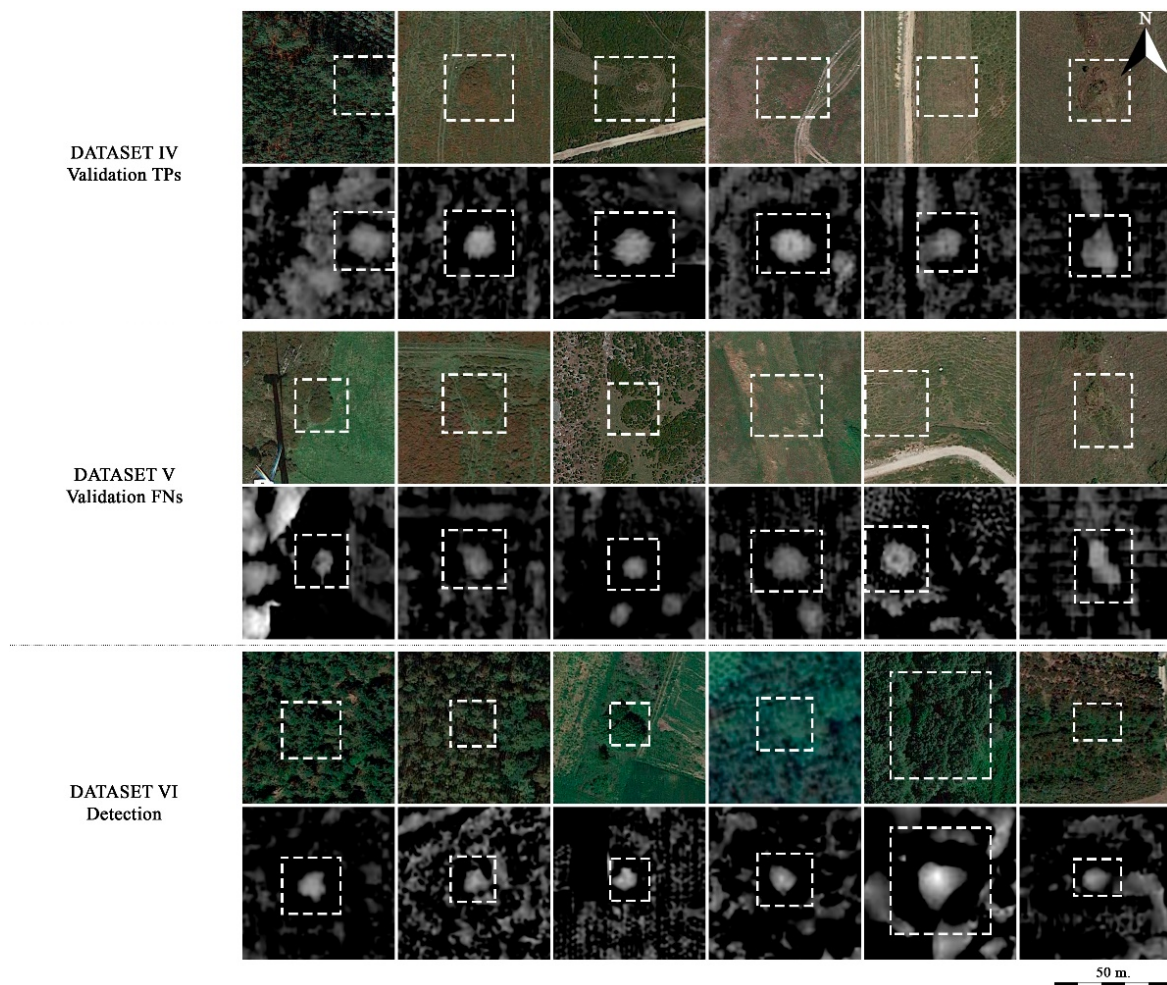 N
DATASET IV
Validation TPs
DATASET V
Validation FNs
DATASET VI
Detection
50 m.